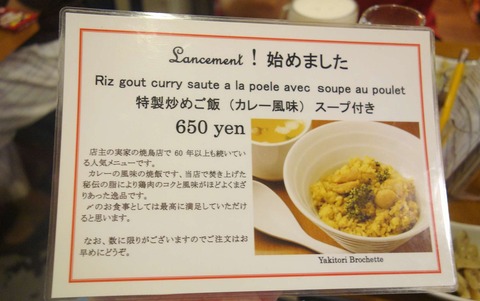 Lancement ! 始めました
Riz gout curry saute a la poele avec soupe au poulet
特製炒めご飯（カレー風味）スープ付き
650 yen
店主の実家の焼鳥店で 60 年以上も続いている人気メニューです。
カレーの風味の焼飯です、当店で焚き上げた
秘伝の脂により鶏肉のコクと風味がほどよくまざりあった逸品です。
〆のお食事としては最高に満足していただけると思います。
なお、数に限りがございますのでご注文はお早めにどうぞ。
Yakitori Brochette